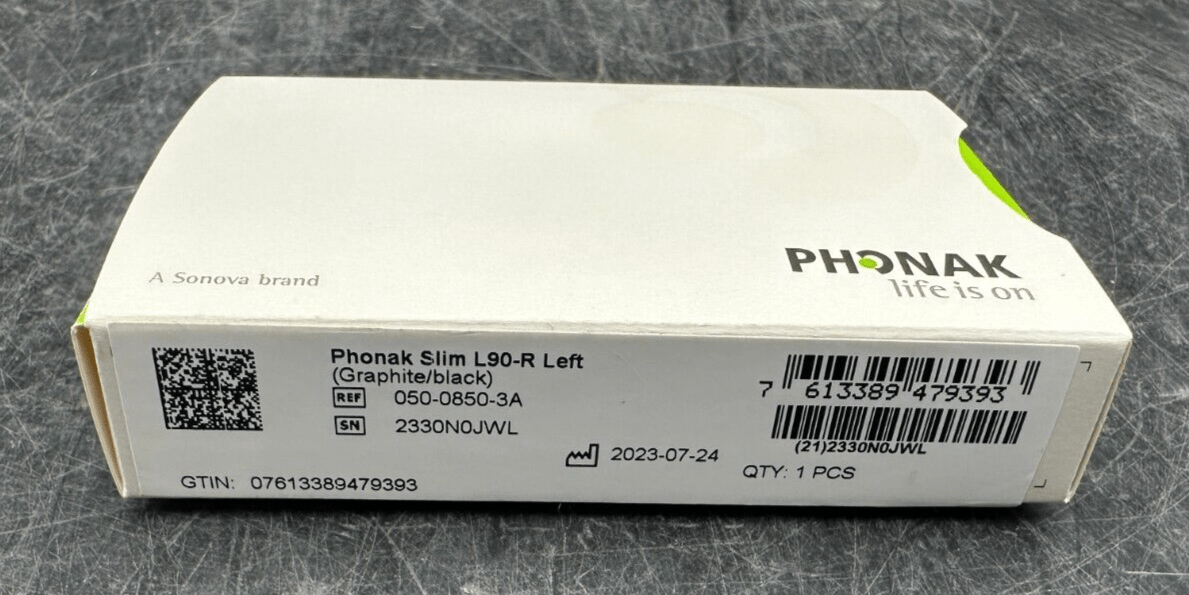 A Sonova brand
PHONAK
life is on
Phonak Slim L90-R Left
(Graphite/black)
REF 050-0850-3A
SN 2330N0JWL
2023-07-24
GTIN: 07613389479393
7 613389 479393
(21)2330N0JWL
QTY: 1 PCS